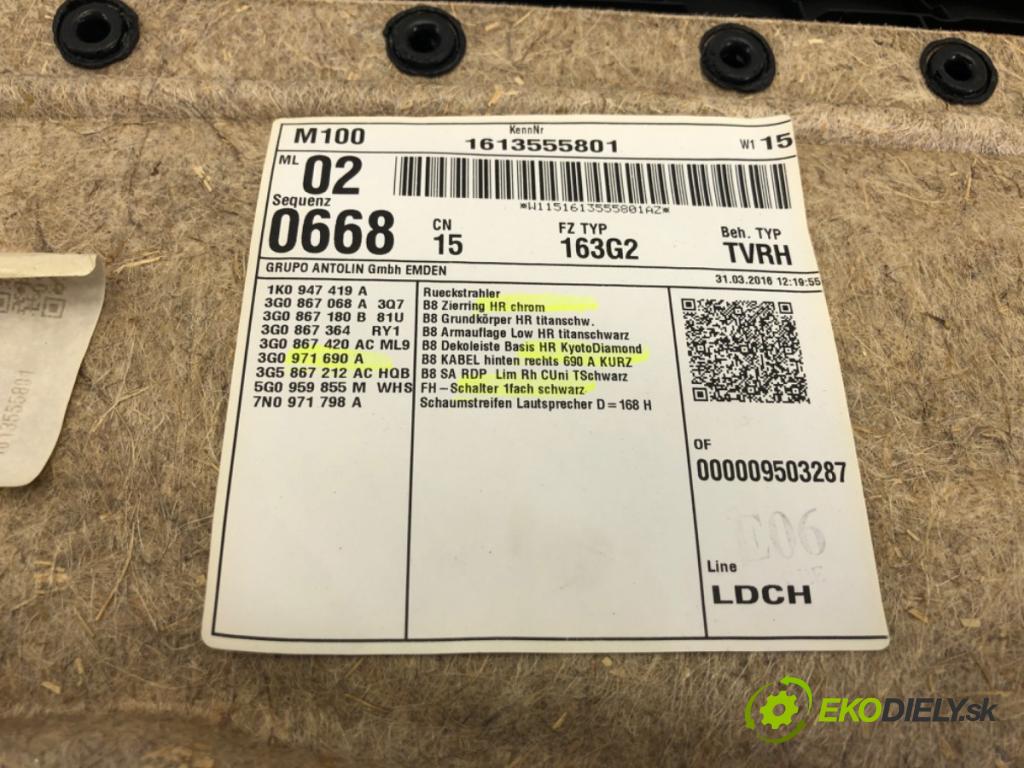 M100
KennNr
1613555801
W1 15
ML 02
*W1151613555801AZ*
Sequenz
0668
CN
15
FZ TYP
163G2
Beh. TYP
TVRH
GRUPO ANTOLIN GmbH EMDEN
31.03.2016 12:19:55
1K0 947 419 A Rueckstrahler
3G0 867 068 A 3Q7 B8 Zierring HR chrom
3G0 867 180 B 81U B8 Grundkörper HR titanschw.
3G0 867 364 RY1 B8 Armauflage Low HR titanschwarz
3G0 867 420 AC ML9 B8 Dekoleiste Basis HR KyotoDiamond
3G0 971 690 A B8 KABEL hinten rechts 690 A KURZ
3G5 867 212 AC HQB B8 SA RDP Lim Rh CUni TSchwarz
5G0 959 855 M WHS FH-Schalter 1fach schwarz
7N0 971 798 A Schaumstreifen Lautsprecher D=168 H
OF
000009503287
E06
Line
LDCH
1613555801
EKODIELY.sk